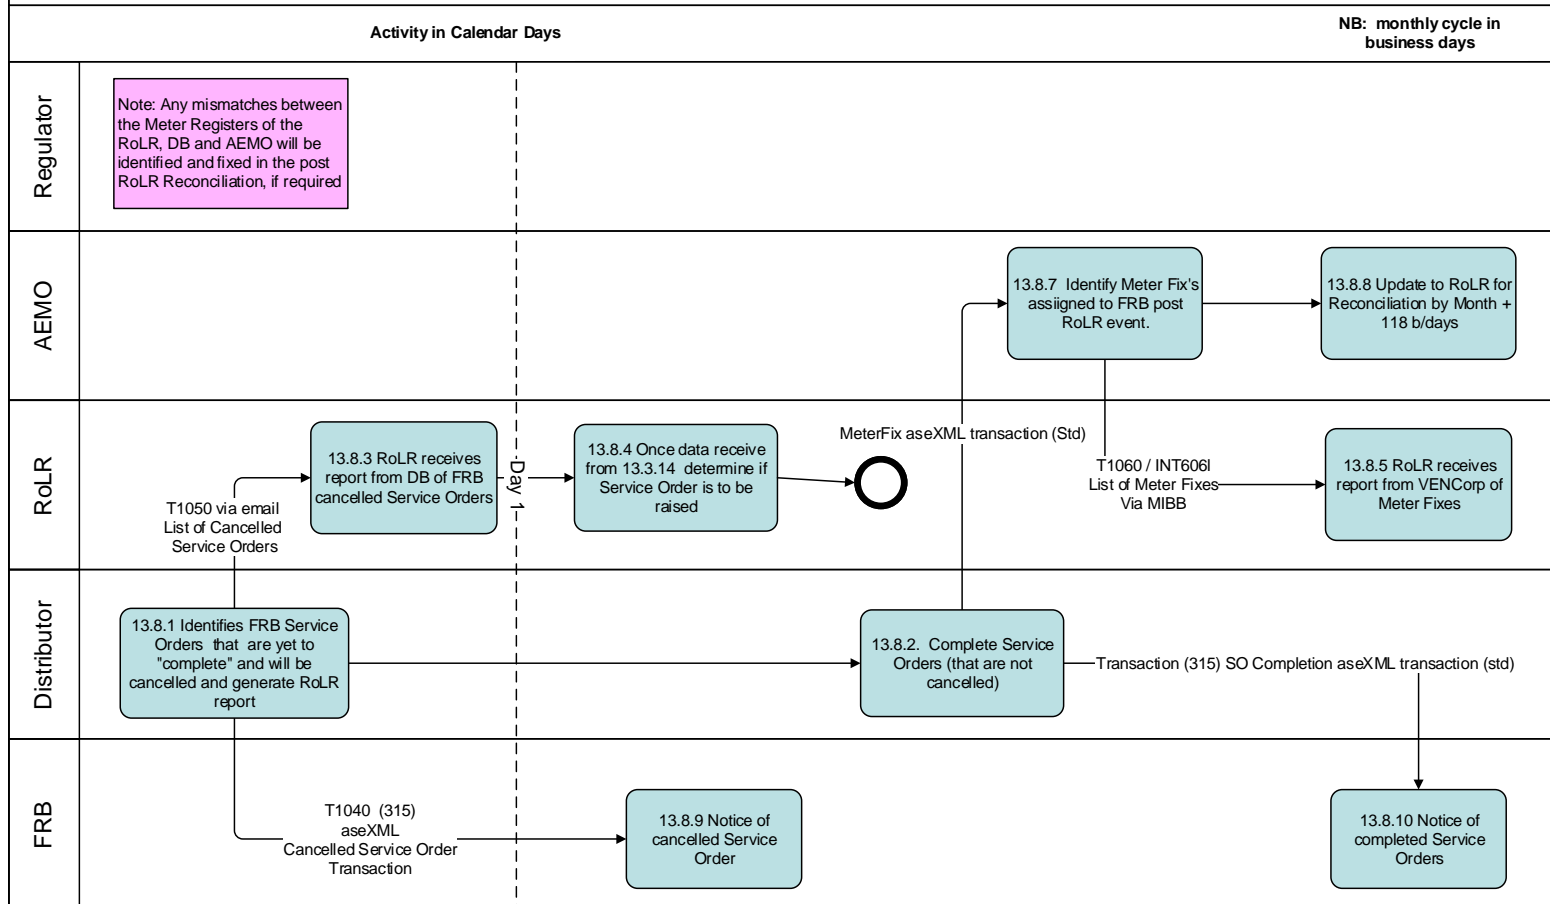 Activity in Calendar Days
NB: monthly cycle in
business days
Regulator
Note: Any mismatches between
the Meter Registers of the
RoLR, DB and AEMO will be
identified and fixed in the post
RoLR Reconciliation, if required
AEMO
13.8.7 Identify Meter Fix's
assiigned to FRB post
RoLR event.
13.8.8 Update to RoLR for
Reconciliation by Month +
118 b/days
RoLR
T1050 via email
List of Cancelled
Service Orders
13.8.3 RoLR receives
report from DB of FRB
cancelled Service Orders
Day 1
13.8.4 Once data receive
from 13.3.14 determine if
Service Order is to be
raised
MeterFix aseXML transaction (Std)
T1060 / INT606I
List of Meter Fixes
Via MIBB
13.8.5 RoLR receives
report from VENCorp of
Meter Fixes
Distributor
13.8.1 Identifies FRB Service
Orders that are yet to
"complete" and will be
cancelled and generate RoLR
report
13.8.2. Complete Service
Orders (that are not
cancelled)
Transaction (315) SO Completion aseXML transaction (std)
FRB
T1040 (315)
aseXML
Cancelled Service Order
Transaction
13.8.9 Notice of
cancelled Service
Order
13.8.10 Notice of
completed Service
Orders